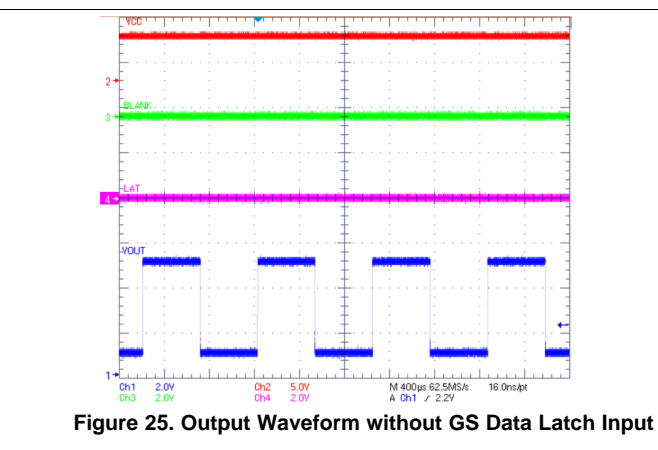 VCC
2
BLANK
3
LAT
4
VOUT
1
Ch1 2.0V Ch2 5.0V M 400µs 62.5MS/s 16.0ns/pt
Ch3 2.0V Ch4 2.0V A Ch1 ∕ 2.2V
Figure 25. Output Waveform without GS Data Latch Input